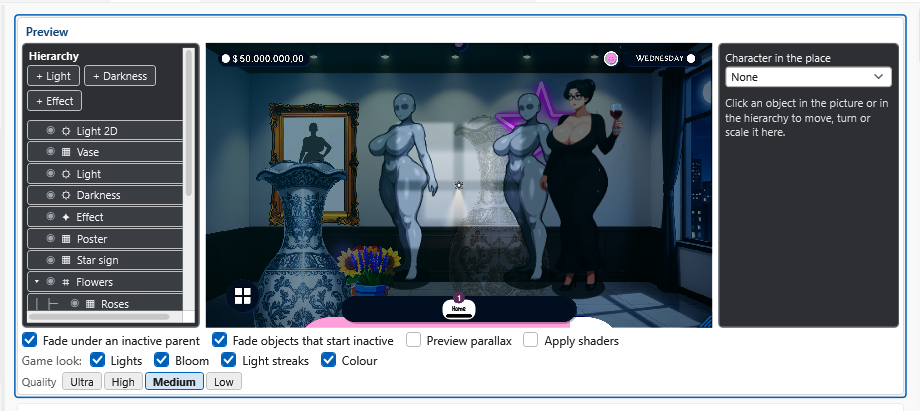 Preview
Hierarchy
+ Light
+ Darkness
+ Effect
Light 2D
Vase
Light
Darkness
Effect
Poster
Star sign
Flowers
Roses
$ 50.000.000,00
WEDNESDAY
1
Home
Character in the place
None
Click an object in the picture or in
the hierarchy to move, turn or
scale it here.
Fade under an inactive parent
Fade objects that start inactive
Preview parallax
Apply shaders
Game look:
Lights
Bloom
Light streaks
Colour
Quality
Ultra
High
Medium
Low